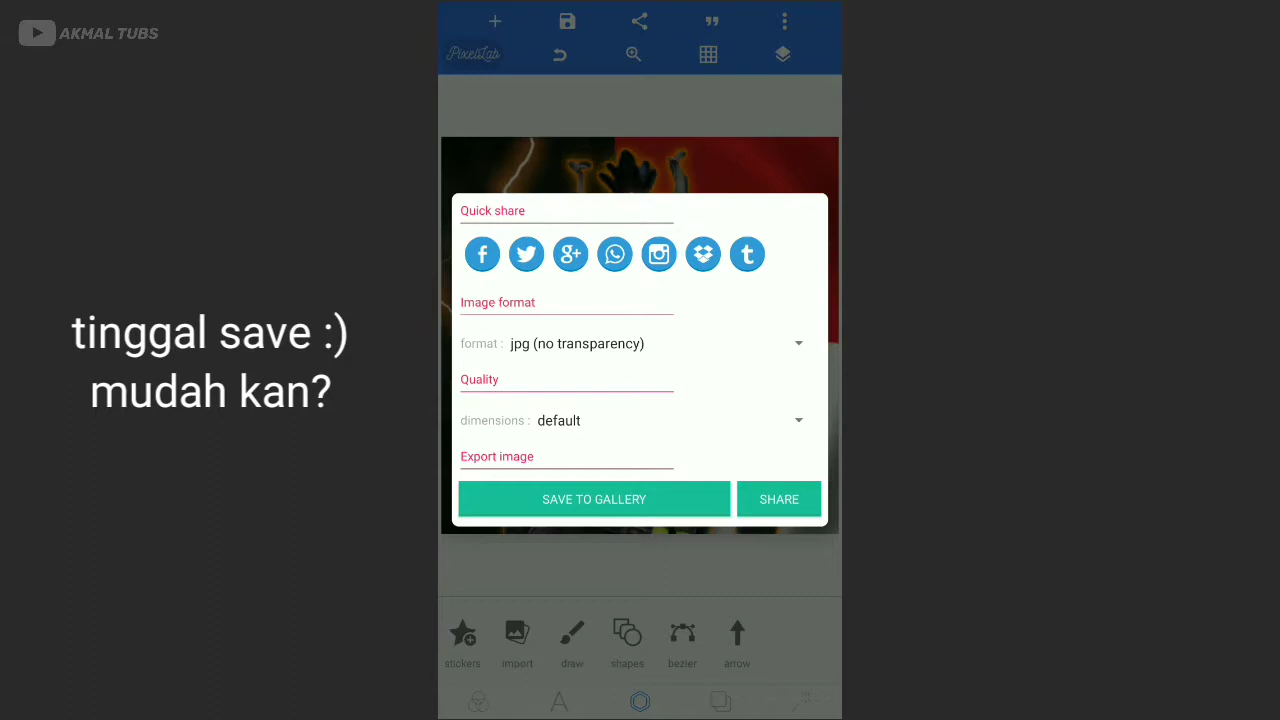 AKMAL TUBS
PixelLab
tinggal save :)
mudah kan?
Quick share
Image format
format : jpg (no transparency)
Quality
dimensions : default
Export image
SAVE TO GALLERY
SHARE
stickers
import
draw
shapes
bezier
arrow